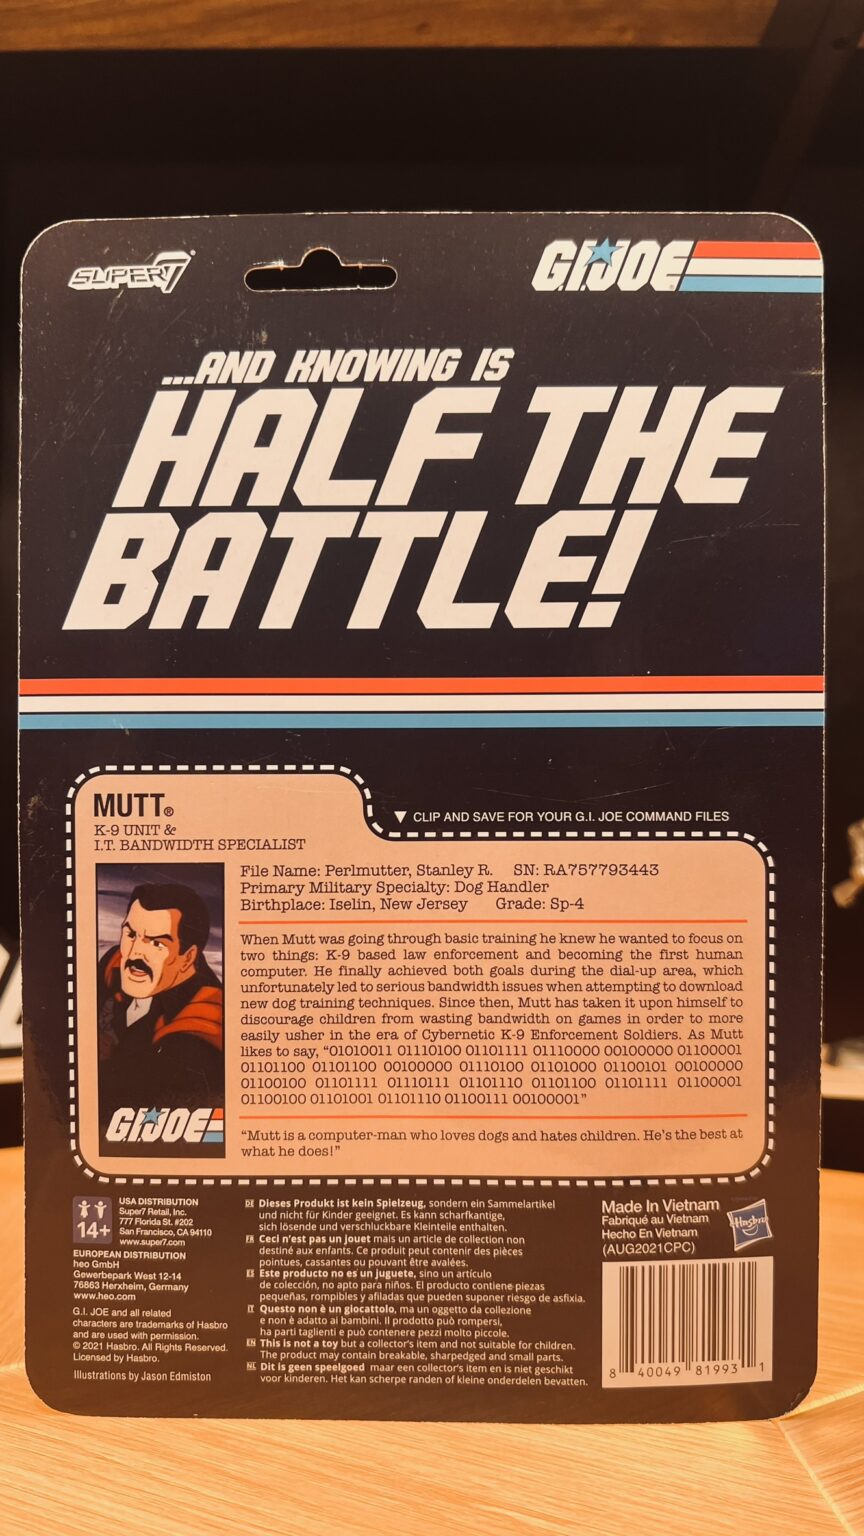 SUPER7
G.I. JOE
...AND KNOWING IS
HALF THE
BATTLE!
MUTT®
K-9 UNIT &
I.T. BANDWIDTH SPECIALIST
▼ CLIP AND SAVE FOR YOUR G.I. JOE COMMAND FILES
File Name: Perlmutter, Stanley R. SN: RA757793443
Primary Military Specialty: Dog Handler
Birthplace: Iselin, New Jersey Grade: Sp-4
When Mutt was going through basic training he knew he wanted to focus on
two things: K-9 based law enforcement and becoming the first human
computer. He finally achieved both goals during the dial-up area, which
unfortunately led to serious bandwidth issues when attempting to download
new dog training techniques. Since then, Mutt has taken it upon himself to
discourage children from wasting bandwidth on games in order to more
easily usher in the era of Cybernetic K-9 Enforcement Soldiers. As Mutt
likes to say, “01010011 01110100 01101111 01110000 00100000 01100001
01101100 01101100 00100000 01110100 01101000 01100101 00100000
01100100 01101111 01110111 01101110 01101100 01101111 01100001
01100100 01101001 01101110 01100111 00100001”
G.I. JOE
“Mutt is a computer-man who loves dogs and hates children. He's the best at
what he does!”
14+
USA DISTRIBUTION
Super7 Retail, Inc.
777 Florida St. #202
San Francisco, CA 94110
www.super7.com
EUROPEAN DISTRIBUTION
heo GmbH
Gewerbepark West 12-14
76863 Herxheim, Germany
www.heo.com
G.I. JOE and all related
characters are trademarks of Hasbro
and are used with permission.
© 2021 Hasbro. All Rights Reserved.
Licensed by Hasbro.
Illustrations by Jason Edmiston
DE Dieses Produkt ist kein Spielzeug, sondern ein Sammelartikel
und nicht für Kinder geeignet. Es kann scharfkantige,
sich lösende und verschluckbare Kleinteile enthalten.
FR Ceci n'est pas un jouet mais un article de collection non
destiné aux enfants. Ce produit peut contenir des pièces
pointues, cassantes ou pouvant être avalées.
ES Este producto no es un juguete, sino un artículo
de colección, no apto para niños. El producto contiene piezas
pequeñas, rompibles y afiladas que pueden suponer riesgo de asfixia.
IT Questo non è un giocattolo, ma un oggetto da collezione
e non è adatto ai bambini. Il prodotto può rompersi,
ha parti taglienti e può contenere pezzi molto piccole.
EN This is not a toy but a collector's item and not suitable for children.
The product may contain breakable, sharpedged and small parts.
NL Dit is geen speelgoed maar een collector's item en is niet geschikt
voor kinderen. Het kan scherpe randen of kleine onderdelen bevatten.
Made In Vietnam
Fabriqué au Vietnam
Hecho En Vietnam
(AUG2021CPC)
Hasbro
8 40049 81993 1